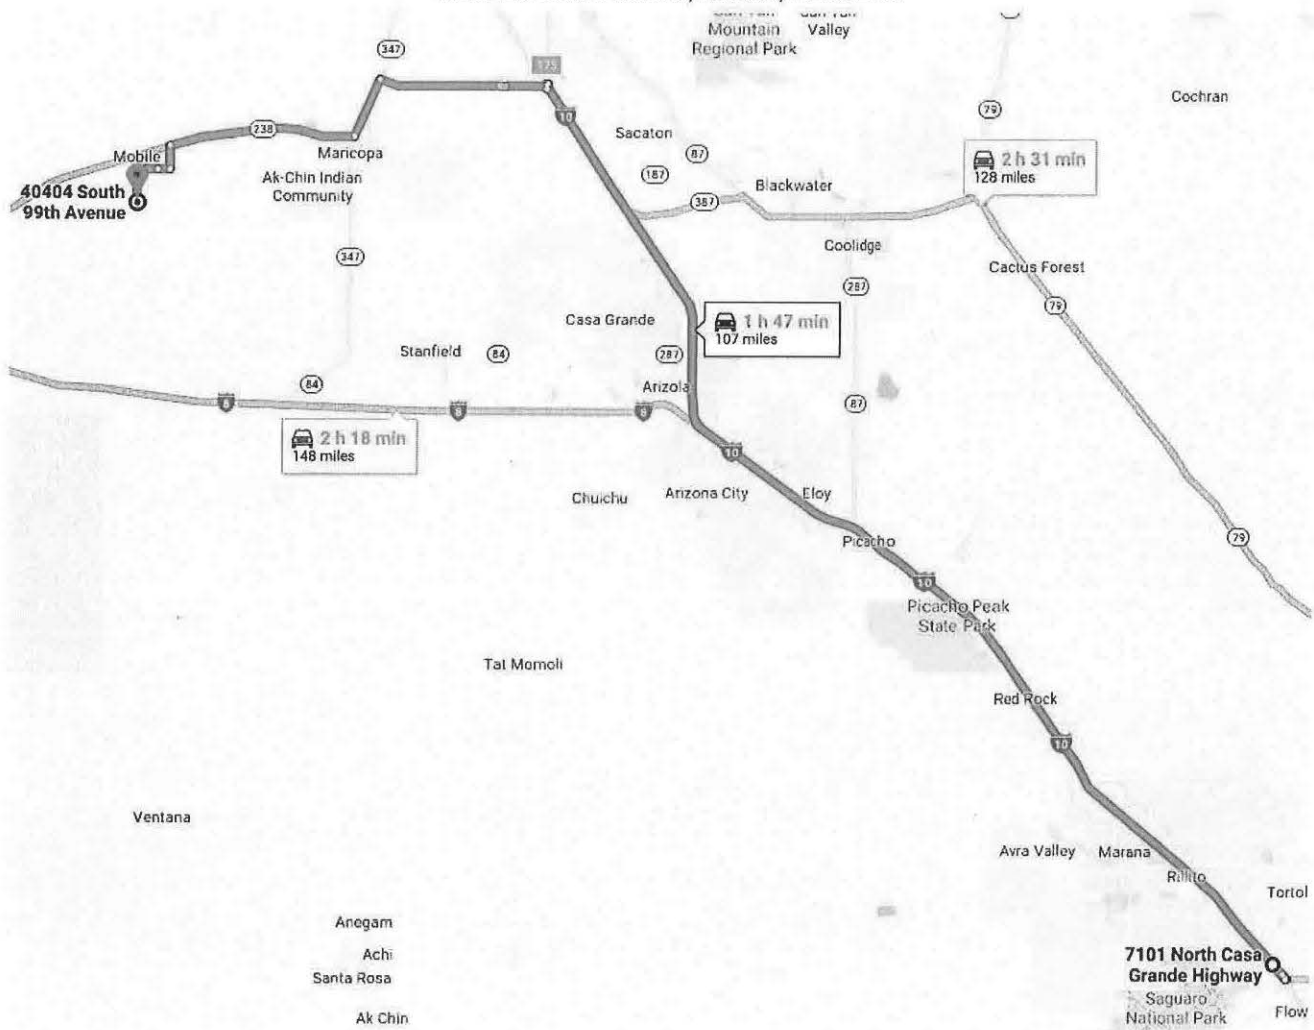 Mountain
Regional Park
Valley
347
175
Cochran
79
10
238
Mobile
Maricopa
Sacaton
87
2 h 31 min
128 miles
187
Ak-Chin Indian
Community
40404 South
99th Avenue
Blackwater
387
347
Coolidge
Cactus Forest
287
79
Casa Grande
1 h 47 min
107 miles
Stanfield
84
287
84
Arizola
8
8
8
87
2 h 18 min
148 miles
10
Chuichu
Arizona City
Eloy
Picacho
79
10
Picacho Peak
State Park
Tat Momoli
Red Rock
10
Ventana
Avra Valley
Marana
Rillito
Tortol
Anegam
Achi
Santa Rosa
7101 North Casa
Grande Highway
Saguaro
National Park
Flow
Ak Chin